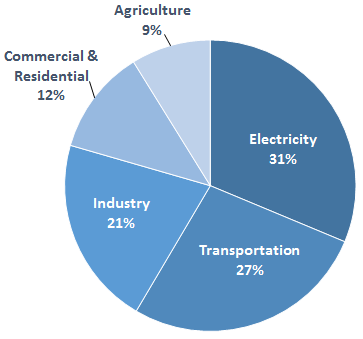 Agriculture
9%
Commercial &
Residential
12%
Electricity
31%
Industry
21%
Transportation
27%